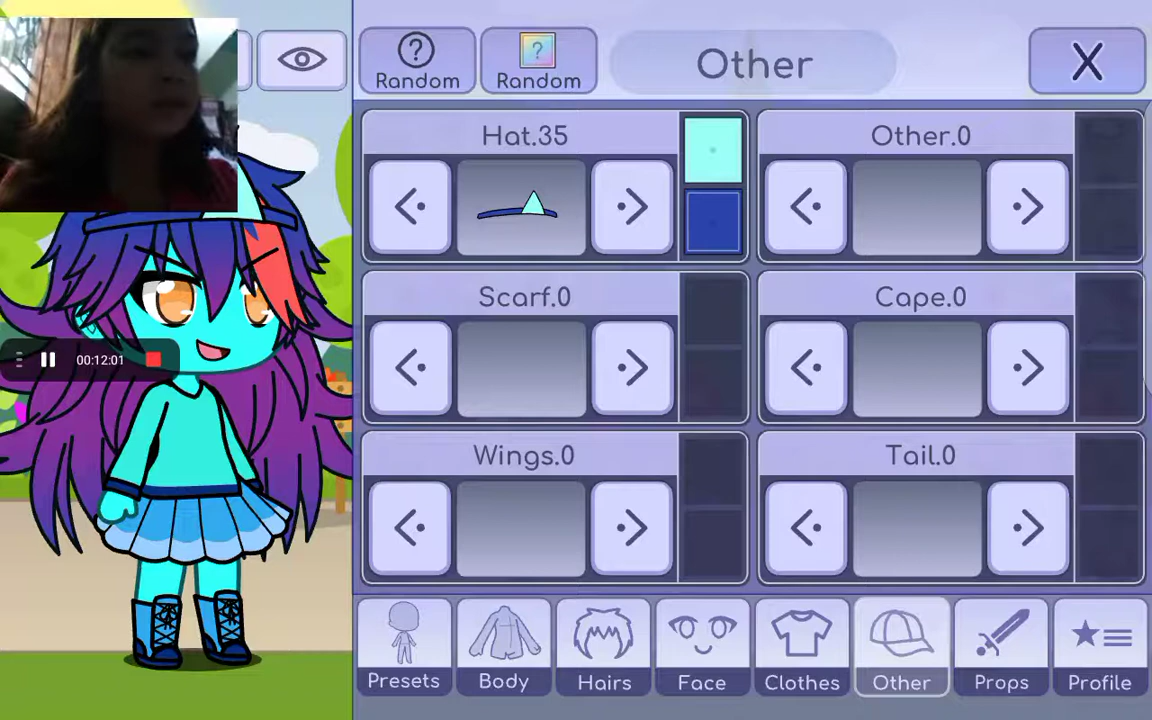 Random
Random
Other
X
Hat.35
Other.0
Scarf.0
Cape.0
00:12:01
Wings.0
Tail.0
Presets
Body
Hairs
Face
Clothes
Other
Props
Profile